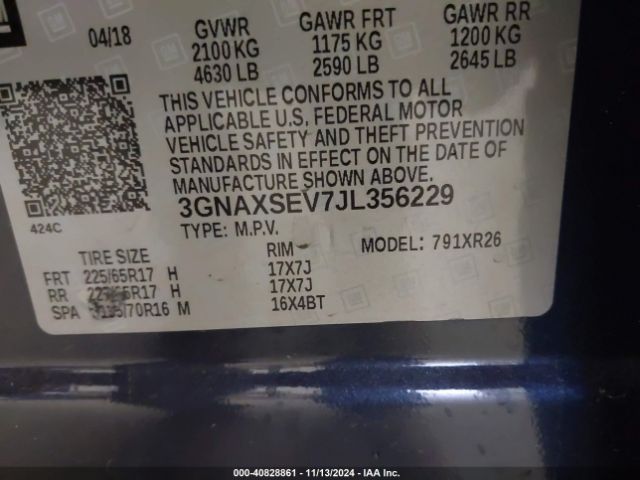 04/18 GVWR GAWR FRT GAWR RR
2100 KG 1175 KG 1200 KG
4630 LB 2590 LB 2645 LB
THIS VEHICLE CONFORMS TO ALL
APPLICABLE U.S. FEDERAL MOTOR
VEHICLE SAFETY AND THEFT PREVENTION
STANDARDS IN EFFECT ON THE DATE OF
MANUFACTURE SHOWN ABOVE.
3GNAXSEV7JL356229
424C
TYPE: M.P.V. MODEL: 791XR26
TIRE SIZE RIM
FRT 225/65R17 H 17X7J
RR R17 H 17X7J
SPA /70R16 M 16X4BT
000-40828861 - 11/13/2024 - IAA Inc.